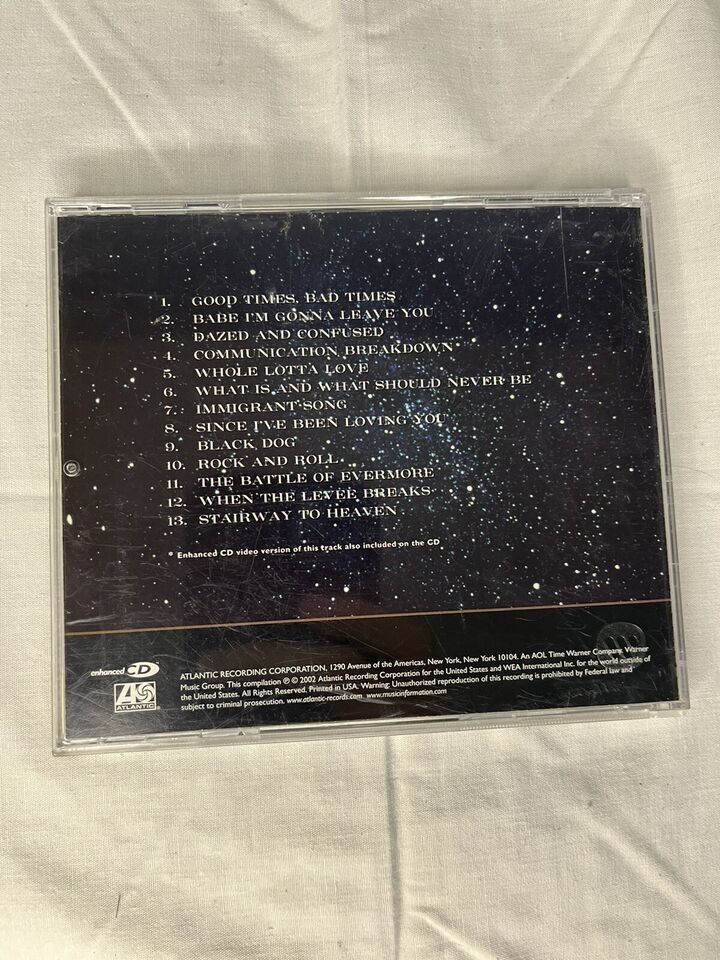 1. GOOD TIMES, BAD TIMES
2. BABE I'M GONNA LEAVE YOU
3. DAZED AND CONFUSED
4. COMMUNICATION BREAKDOWN*
5. WHOLE LOTTA LOVE
6. WHAT IS AND WHAT SHOULD NEVER BE
7. IMMIGRANT SONG
8. SINCE I'VE BEEN LOVING YOU
9. BLACK DOG
10. ROCK AND ROLL
11. THE BATTLE OF EVERMORE
12. WHEN THE LEVEE BREAKS
13. STAIRWAY TO HEAVEN
* Enhanced CD video version of this track also included on the CD
enhanced CD
ATLANTIC
ATLANTIC RECORDING CORPORATION, 1290 Avenue of the Americas, New York, New York 10104. An AOL Time Warner Company. Warner
Music Group. This compilation ℗ © 2002 Atlantic Recording Corporation for the United States and WEA International Inc. for the world outside of
the United States. All Rights Reserved. Printed in USA. Warning: Unauthorized reproduction of this recording is prohibited by Federal law and
subject to criminal prosecution. www.atlantic-records.com www.musicinformation.com